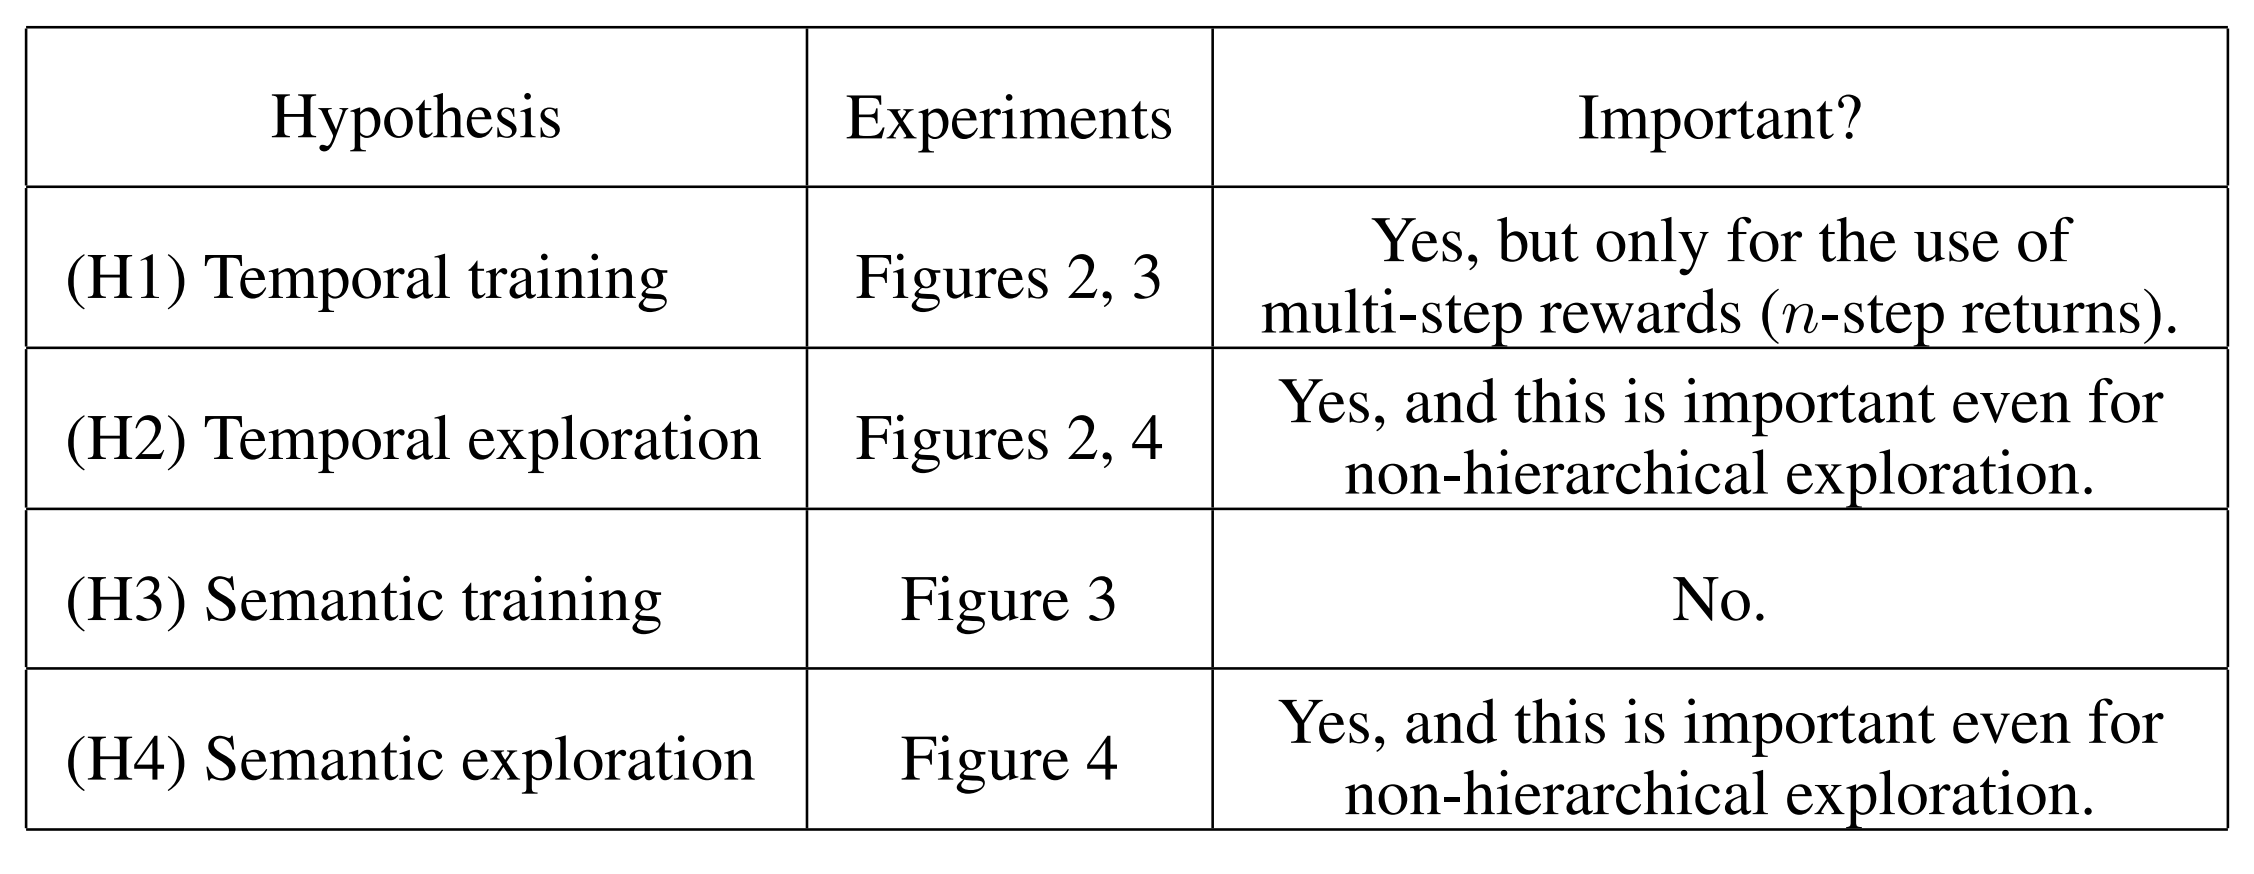 Hypothesis Experiments Important?
(H1) Temporal training Figures 2, 3 Yes, but only for the use of
multi-step rewards (n-step returns).
(H2) Temporal exploration Figures 2, 4 Yes, and this is important even for
non-hierarchical exploration.
(H3) Semantic training Figure 3 No.
(H4) Semantic exploration Figure 4 Yes, and this is important even for
non-hierarchical exploration.